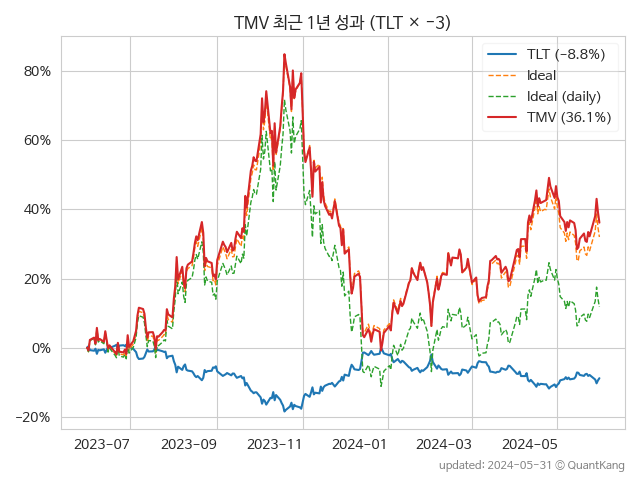 TMV 최근 1년 성과 (TLT × −3)
TLT (−8.8%)
Ideal
Ideal (daily)
TMV (36.1%)
80%
60%
40%
20%
0%
−20%
2023-07
2023-09
2023-11
2024-01
2024-03
2024-05
updated: 2024-05-31 © QuantKang